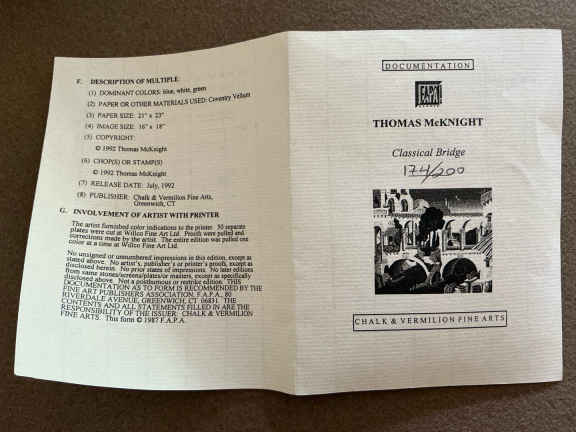 F. DESCRIPTION OF MULTIPLE:
(1) DOMINANT COLORS: blue, white, green
(2) PAPER OR OTHER MATERIALS USED: Coventry Vellum
(3) PAPER SIZE: 21" x 23"
(4) IMAGE SIZE: 16" x 18"
(5) COPYRIGHT:
© 1992 Thomas McKnight
(6) CHOP(S) OR STAMP(S)
© 1992 Thomas McKnight
(7) RELEASE DATE: July, 1992
(8) PUBLISHER: Chalk & Vermilion Fine Arts,
Greenwich, CT
G. INVOLVEMENT OF ARTIST WITH PRINTER
The artist furnished color indications to the printer. 50 separate
plates were cut at Willco Fine Art Ltd. Proofs were pulled and
corrections made by the artist. The entire edition was pulled one
color at a time at Willco Fine Art Ltd.
No unsigned or unnumbered impressions in this edition, except as
stated above. No artist's, publisher's or printer's proofs, except as
disclosed herein. No prior states of impressions. No later editions
from same stones/screens/plates/or matters, except as specifically
disclosed above. Not a posthumous or restrike edition. THIS
DOCUMENTATION AS TO FORM IS RECOMMENDED BY THE
FINE ART PUBLISHERS ASSOCIATION, F.A.P.A., 80
RIVERDALE AVENUE, GREENWICH, CT. 06831. THE
CONTENTS AND ALL STATEMENTS FILLED IN ARE THE
RESPONSIBILITY OF THE ISSUER: CHALK & VERMILION
FINE ARTS. This form © 1987 F.A.P.A.
DOCUMENTATION
FAPA
THOMAS McKNIGHT
Classical Bridge
174/200
CHALK & VERMILION FINE ARTS